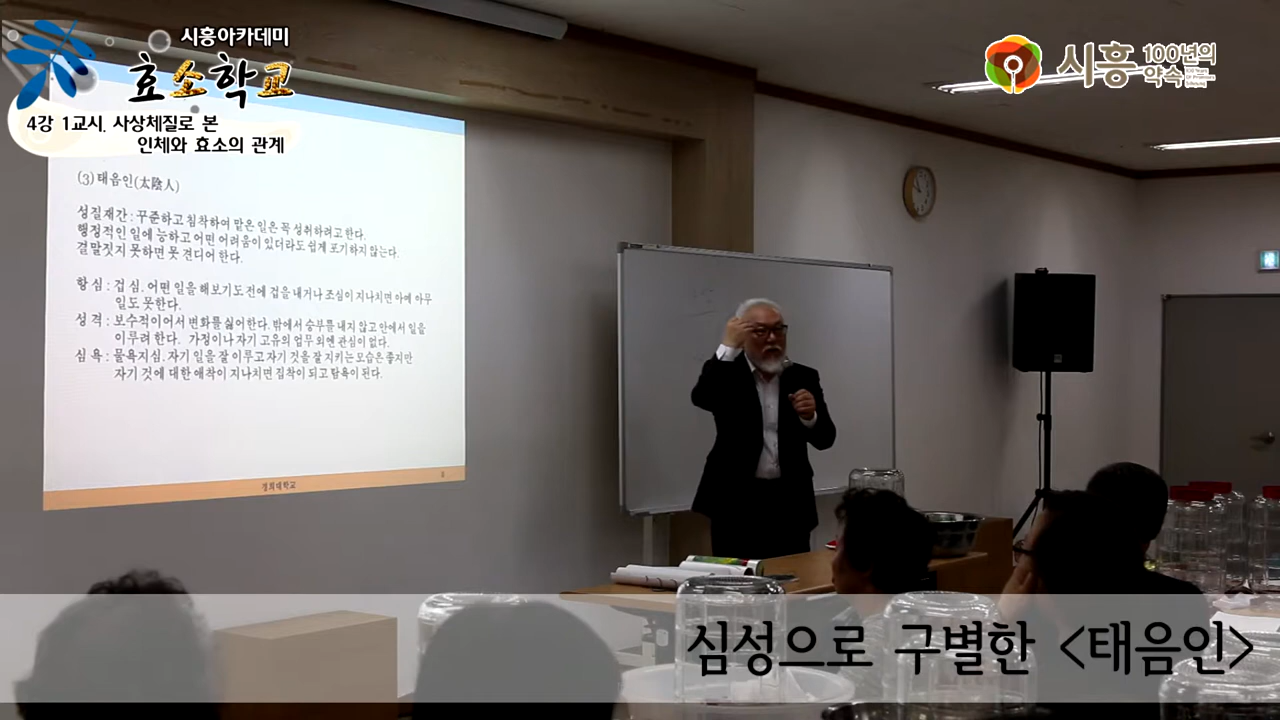 시흥아카데미
효소학교
4강 1교시. 사상체질로 본
인체와 효소의 관계
시흥 100년의
약속
(3) 태음인(太陰人)
성질재간 : 꾸준하고 침착하여 맡은 일은 꼭 성취하려고 한다.
행정적인 일에 능하고 어떤 어려움이 있더라도 쉽게 포기하지 않는다.
결말짓지 못하면 못 견디어 한다.
항 심 : 겁 심. 어떤 일을 해보기도 전에 겁을 내거나 조심이 지나치면 아예 아무
일도 못한다.
성 격 : 보수적이어서 변화를 싫어한다. 밖에서 승부를 내지 않고 안에서 일을
이루려 한다. 가정이나 자기 고유의 업무 외엔 관심이 없다.
심 욕 : 물욕지심. 자기 일을 잘 이루고 자기 것을 잘 지키는 모습은 좋지만
자기 것에 대한 애착이 지나치면 집착이 되고 탐욕이 된다.
경희대학교
8
심성으로 구별한 <태음인>